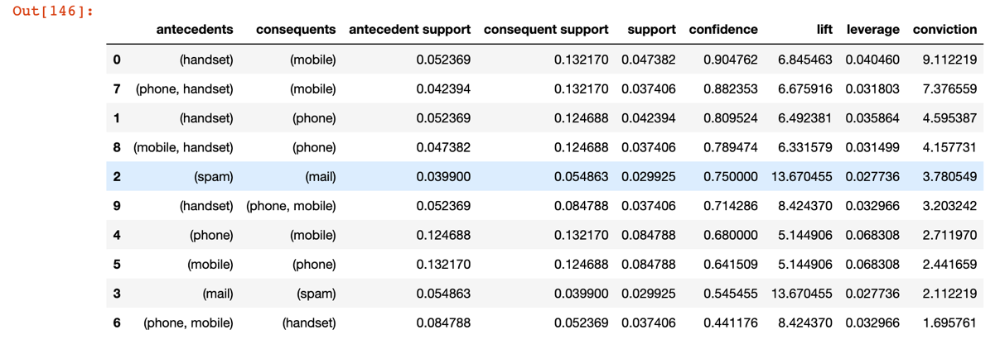 Out[146]:
antecedents consequents antecedent support consequent support support confidence lift leverage conviction
0 (handset) (mobile) 0.052369 0.132170 0.047382 0.904762 6.845463 0.040460 9.112219
7 (phone, handset) (mobile) 0.042394 0.132170 0.037406 0.882353 6.675916 0.031803 7.376559
1 (handset) (phone) 0.052369 0.124688 0.042394 0.809524 6.492381 0.035864 4.595387
8 (mobile, handset) (phone) 0.047382 0.124688 0.037406 0.789474 6.331579 0.031499 4.157731
2 (spam) (mail) 0.039900 0.054863 0.029925 0.750000 13.670455 0.027736 3.780549
9 (handset) (phone, mobile) 0.052369 0.084788 0.037406 0.714286 8.424370 0.032966 3.203242
4 (phone) (mobile) 0.124688 0.132170 0.084788 0.680000 5.144906 0.068308 2.711970
5 (mobile) (phone) 0.132170 0.124688 0.084788 0.641509 5.144906 0.068308 2.441659
3 (mail) (spam) 0.054863 0.039900 0.029925 0.545455 13.670455 0.027736 2.112219
6 (phone, mobile) (handset) 0.084788 0.052369 0.037406 0.441176 8.424370 0.032966 1.695761